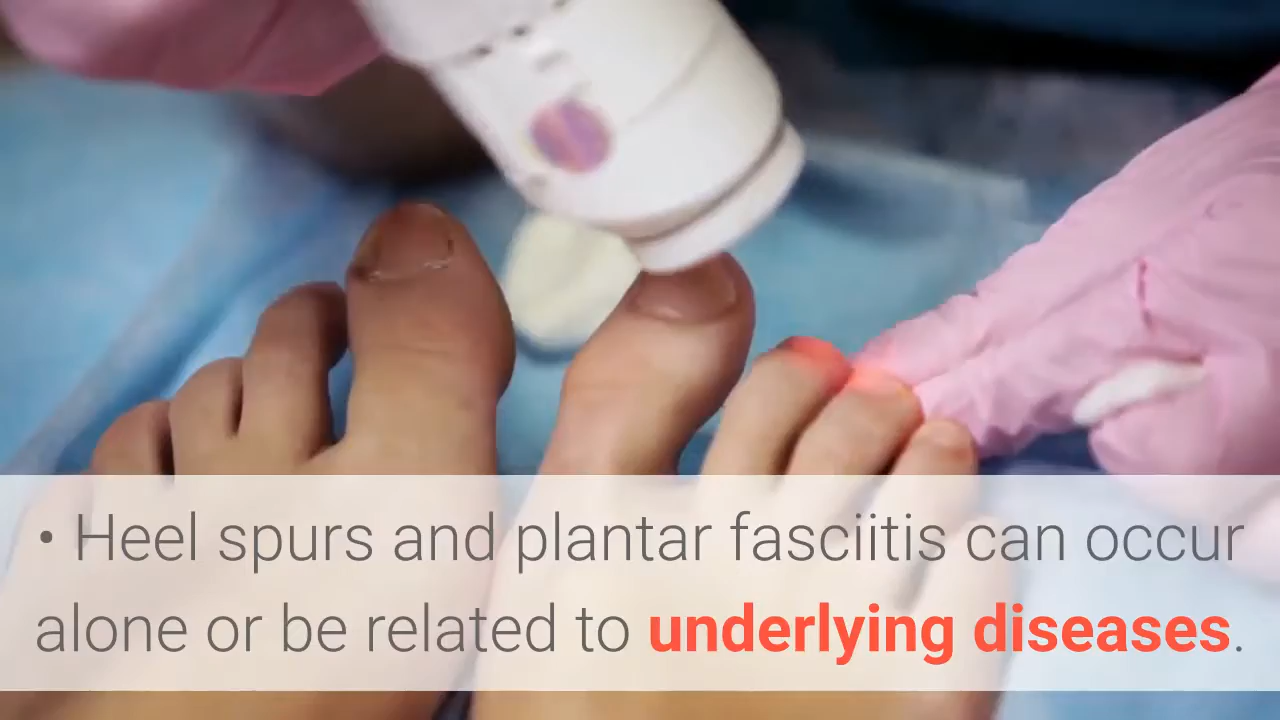 • Heel spurs and plantar fasciitis can occur
alone or be related to underlying diseases.